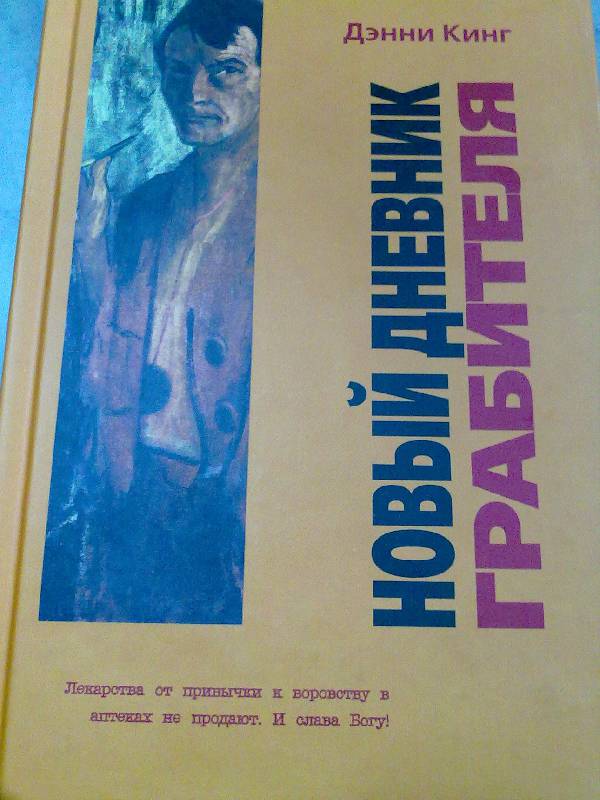 Дэнни Кинг
НОВЫЙ ДНЕВНИК
ГРАБИТЕЛЯ
Лекарства от привычки к воровству в
аптеках не продают. И слава Богу!